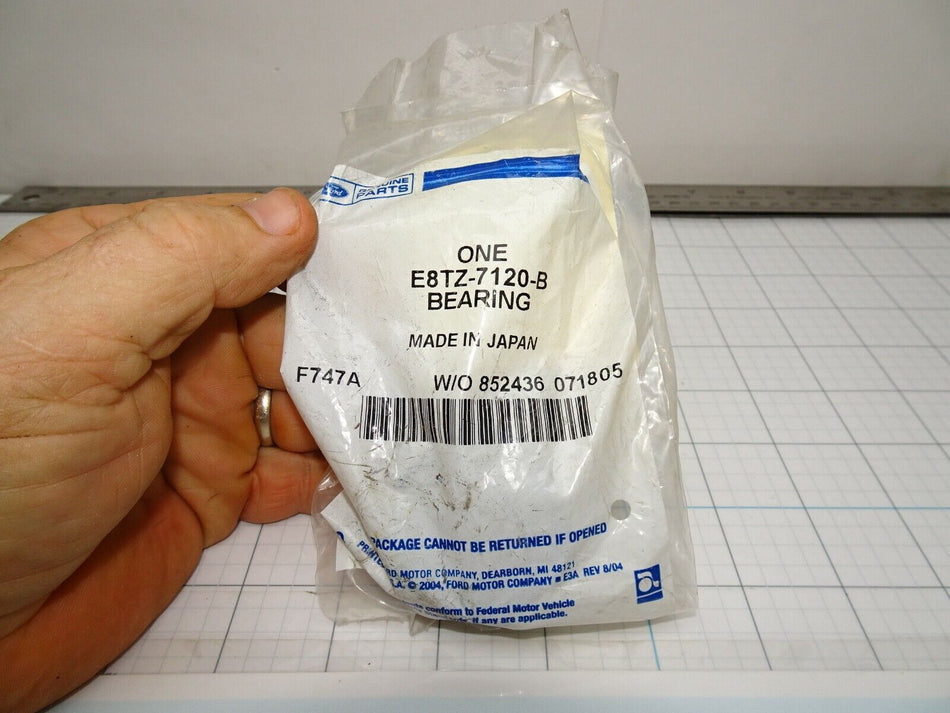 Ford
PARTS
ONE
E8TZ-7120-B
BEARING
MADE IN JAPAN
F747A W/O 852436 071805
PACKAGE CANNOT BE RETURNED IF OPENED
MOTOR COMPANY, DEARBORN, MI 48121
© 2004, FORD MOTOR COMPANY ■ E3A REV 8/04
conform to Federal Motor Vehicle
if any are applicable.